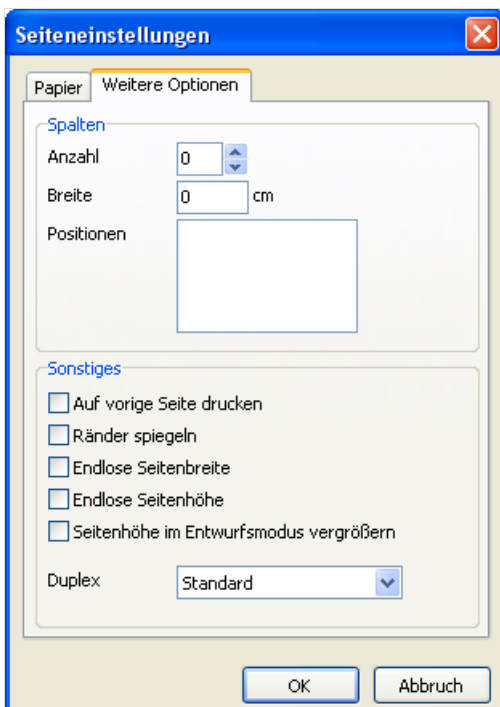 Seiteneinstellungen
Papier Weitere Optionen
Spalten
Anzahl 0
Breite 0 cm
Positionen
Sonstiges
Auf vorige Seite drucken
Ränder spiegeln
Endlose Seitenbreite
Endlose Seitenhöhe
Seitenhöhe im Entwurfsmodus vergrößern
Duplex Standard
OK Abbruch